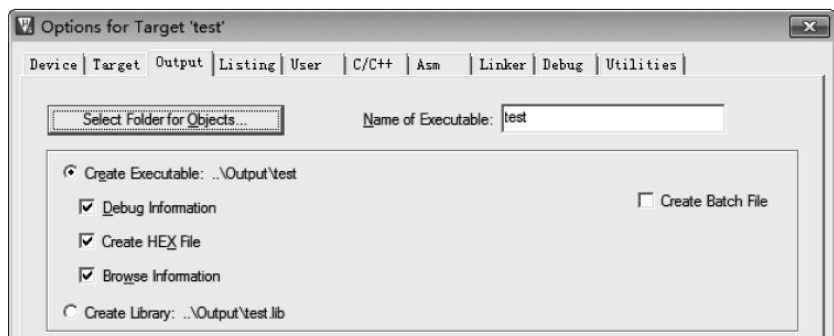 Options for Target 'test'
Device Target Output Listing User C/C++ Asm Linker Debug Utilities
Select Folder for Objects... Name of Executable: test
Create Executable: ..\Output\test
Debug Information Create Batch File
Create HEX File
Browse Information
Create Library: ..\Output\test.lib